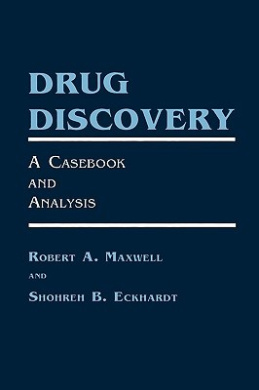 DRUG
DISCOVERY
A CASEBOOK
AND
ANALYSIS
ROBERT A. MAXWELL
AND
SHOHREH B. ECKHARDT